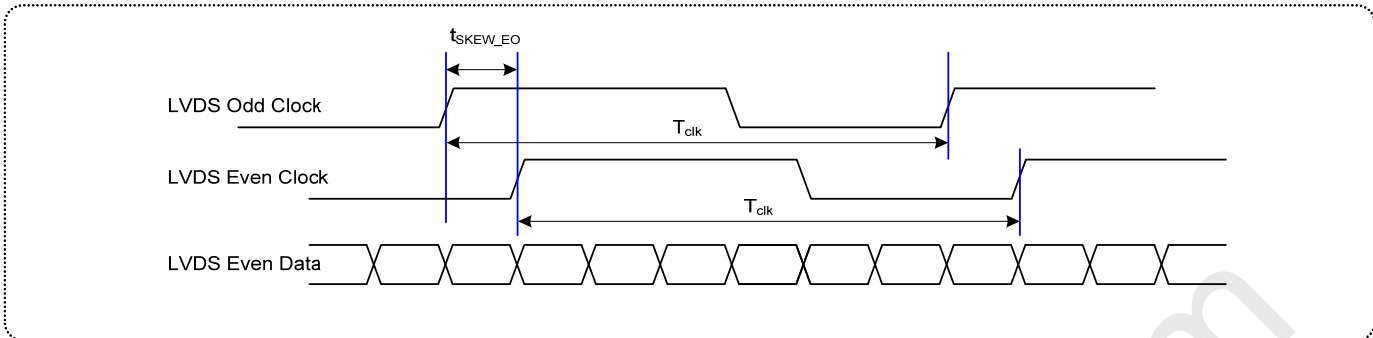 tSKEW_EO
LVDS Odd Clock
Tclk
LVDS Even Clock
Tclk
LVDS Even Data
m